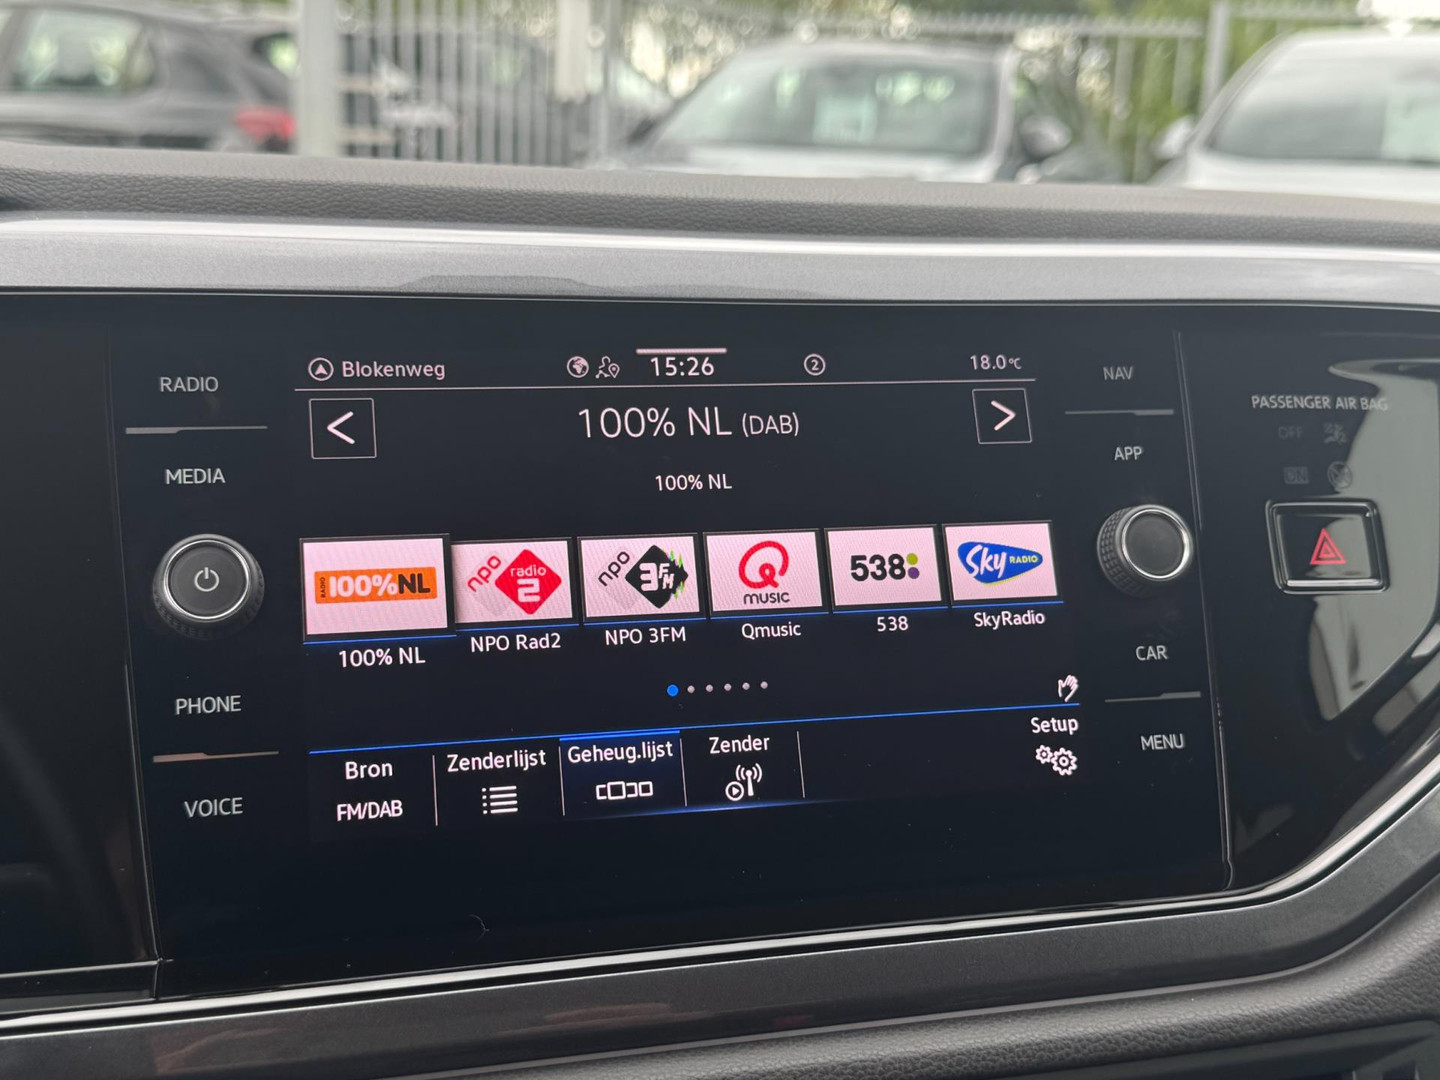 RADIO
MEDIA
PHONE
VOICE
Blokenweg
15:26
2
18.0°C
<
100% NL (DAB)
>
100% NL
RADIO 100%NL
npo radio 2
npo 3FM
Q MUSIC
538
Sky RADIO
100% NL
NPO Rad2
NPO 3FM
Qmusic
538
SkyRadio
Bron
FM/DAB
Zenderlijst
Geheug.lijst
Zender
Setup
NAV
APP
CAR
MENU
PASSENGER AIR BAG
OFF
ON